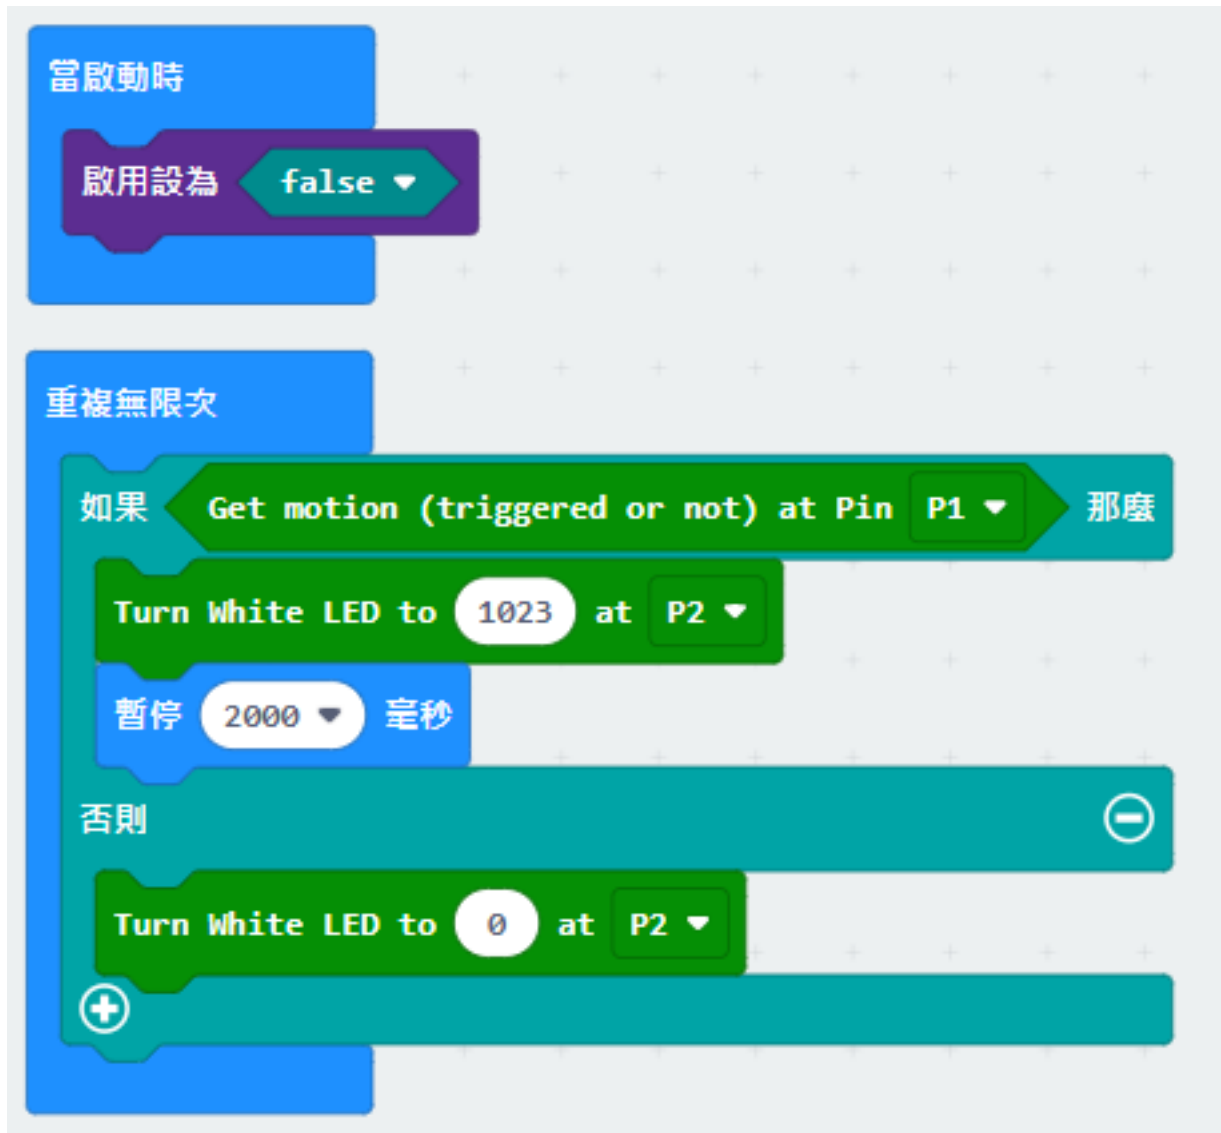 當啟動時
啟用設為 false
重複無限次
如果 Get motion (triggered or not) at Pin P1 那麼
Turn White LED to 1023 at P2
暫停 2000 毫秒
否則
Turn White LED to 0 at P2